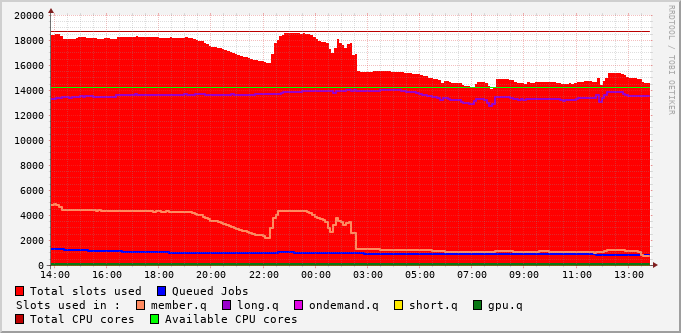 20000
18000
16000
14000
12000
10000
8000
6000
4000
2000
0
14:00 16:00 18:00 20:00 22:00 00:00 03:00 05:00 07:00 09:00 11:00 13:00
Total slots used Queued Jobs
Slots used in : member.q long.q ondemand.q short.q gpu.q
Total CPU cores Available CPU cores
RRDTOOL / TOBI OETIKER